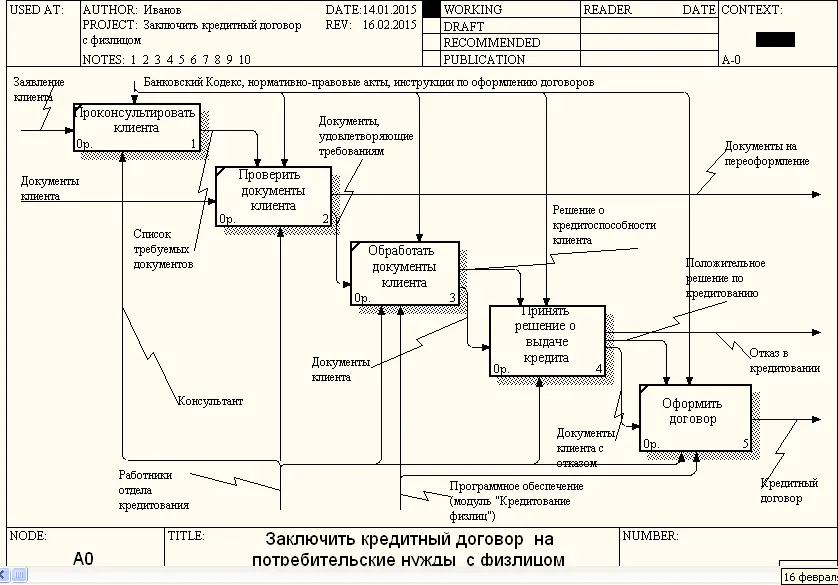 USED AT:
AUTHOR: Иванов
DATE:14.01.2015
WORKING
READER
DATE
CONTEXT:
PROJECT: Заключить кредитный договор
с физлицом
REV: 16.02.2015
DRAFT
RECOMMENDED
NOTES: 1 2 3 4 5 6 7 8 9 10
PUBLICATION
A-0
Заявление
клиента
Банковский Кодекс, нормативно-правовые акты, инструкции по оформлению договоров
Проконсультировать
клиента
0р.
1
Документы,
удовлетворяющие
требованиям
Документы на
переоформление
Документы
клиента
Проверить
документы
клиента
0р.
2
Список
требуемых
документов
Решение о
кредитоспособности
клиента
Обработать
документы
клиента
0р.
3
Положительное
решение по
кредитованию
Принять
решение о
выдаче
кредита
0р.
4
Документы
клиента
Отказ в
кредитовании
Консультант
Оформить
договор
0р.
5
Документы
клиента с
отказом
Работники
отдела
кредитования
Программное обеспечение
(модуль "Кредитование
физлиц")
Кредитный
договор
NODE:
A0
TITLE:
Заключить кредитный договор на
потребительские нужды с физлицом
NUMBER:
16 феврал